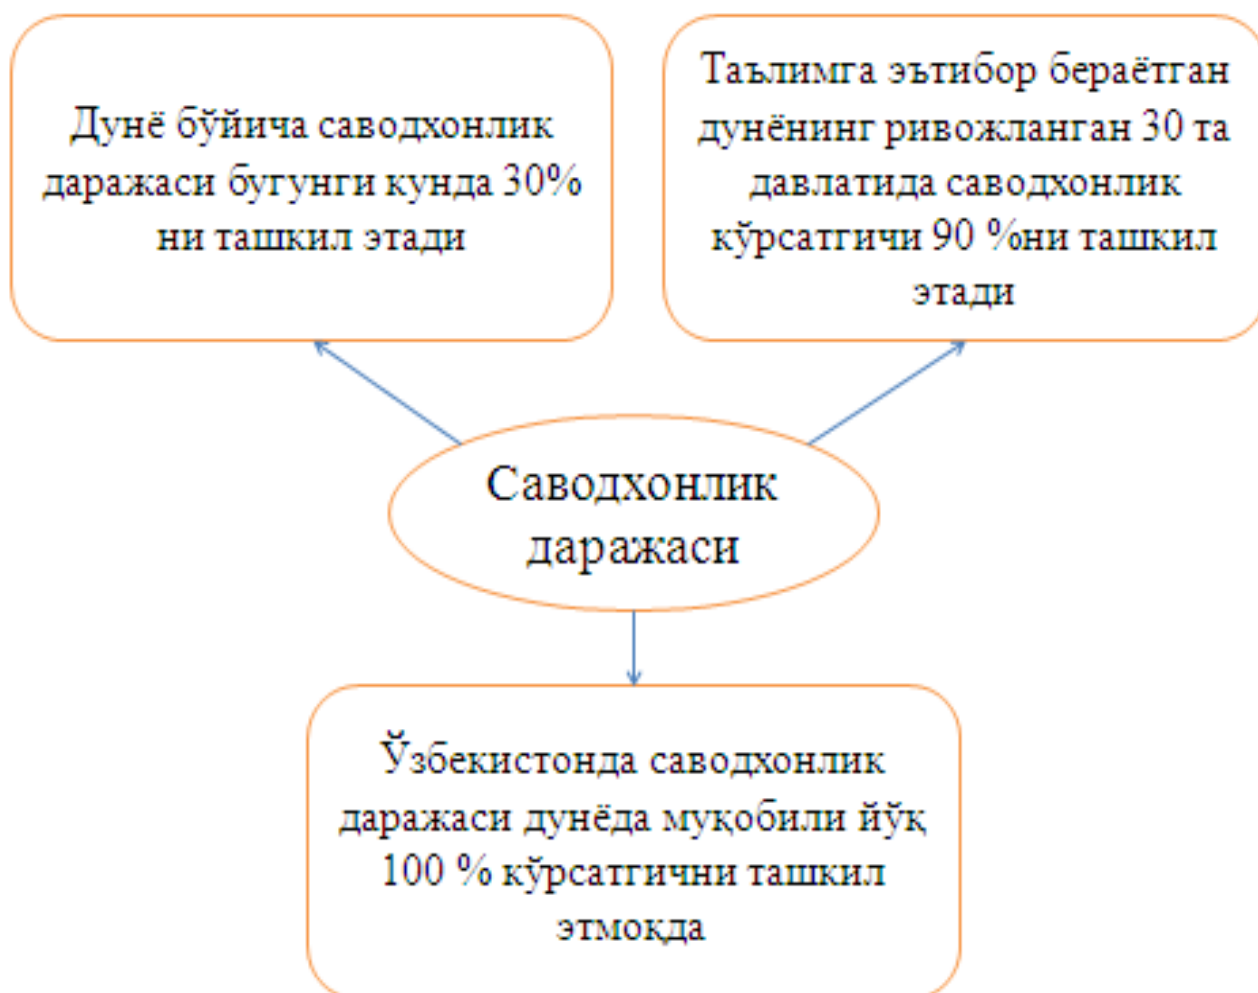 Дунё бўйича саводхонлик
даражаси бугунги кунда 30%
ни ташкил этади
Таълимга эътибор бераётган
дунёнинг ривожланган 30 та
давлатида саводхонлик
кўрсатгичи 90 %ни ташкил
этади
Саводхонлик
даражаси
Ўзбекистонда саводхонлик
даражаси дунёда муқобили йўқ
100 % кўрсатгични ташкил
этмоқда